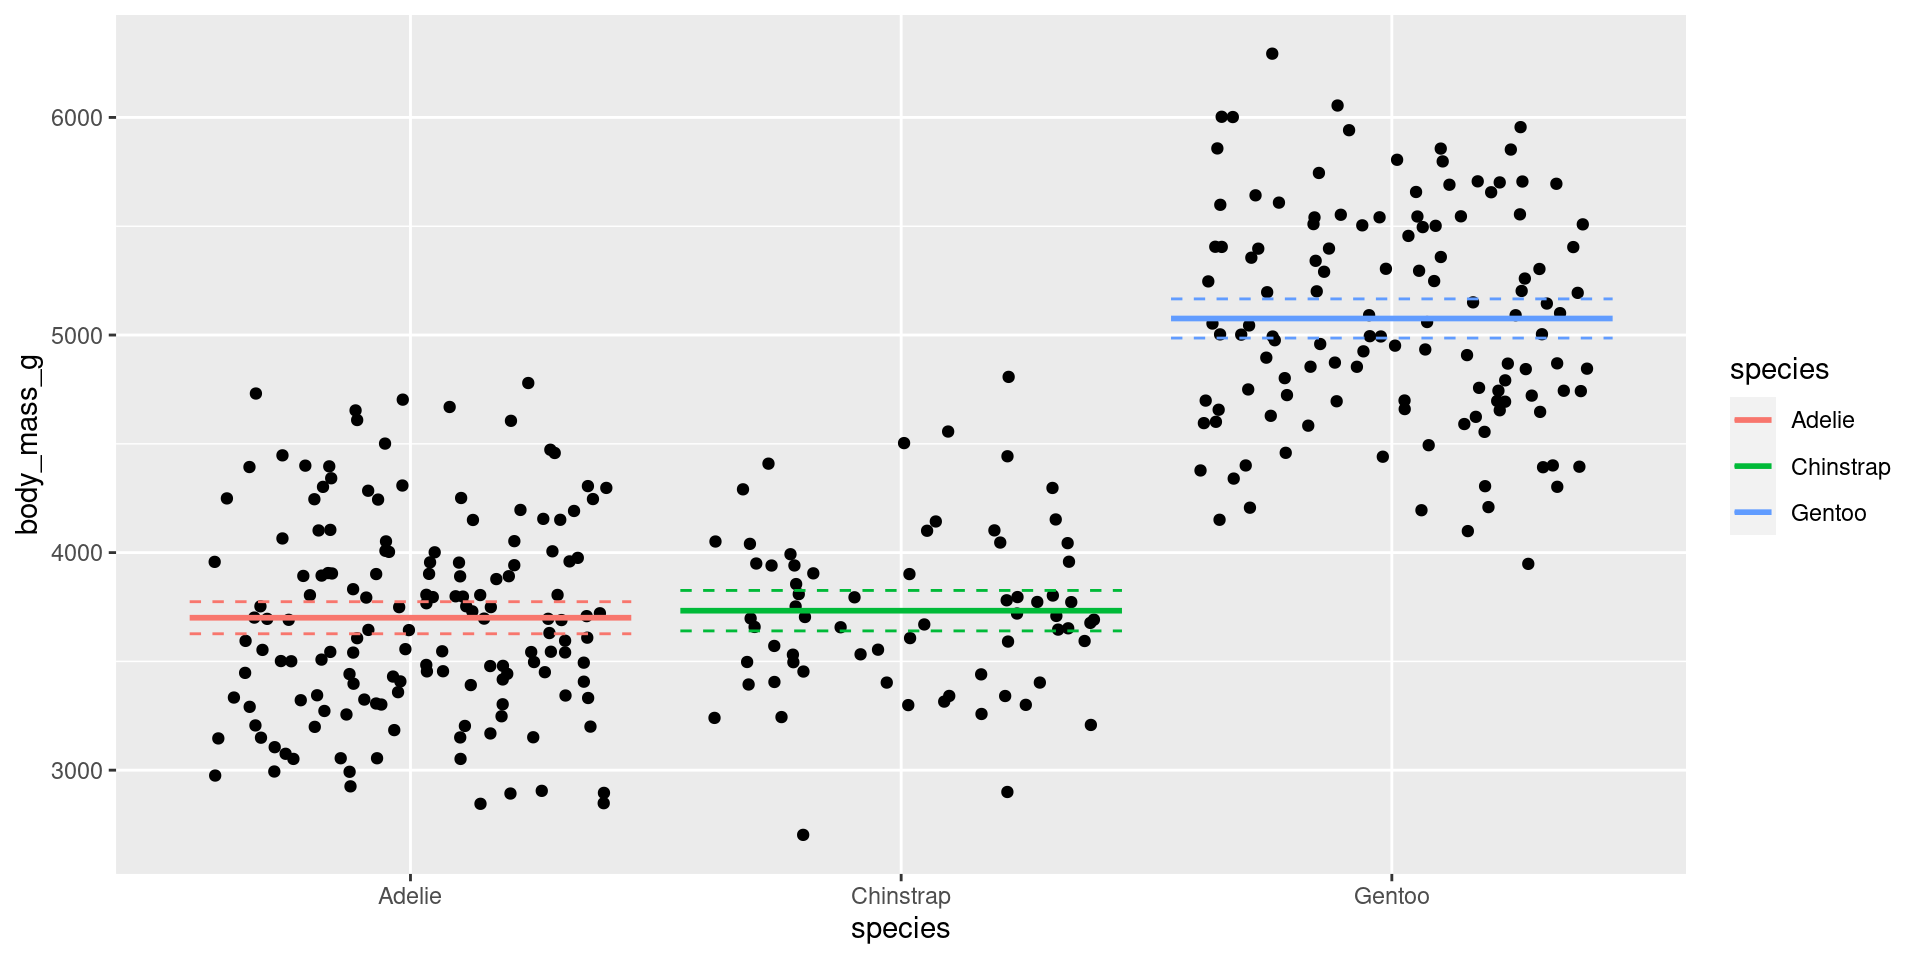 body_mass_g
6000
5000
4000
3000
Adelie
Chinstrap
Gentoo
species
species
Adelie
Chinstrap
Gentoo